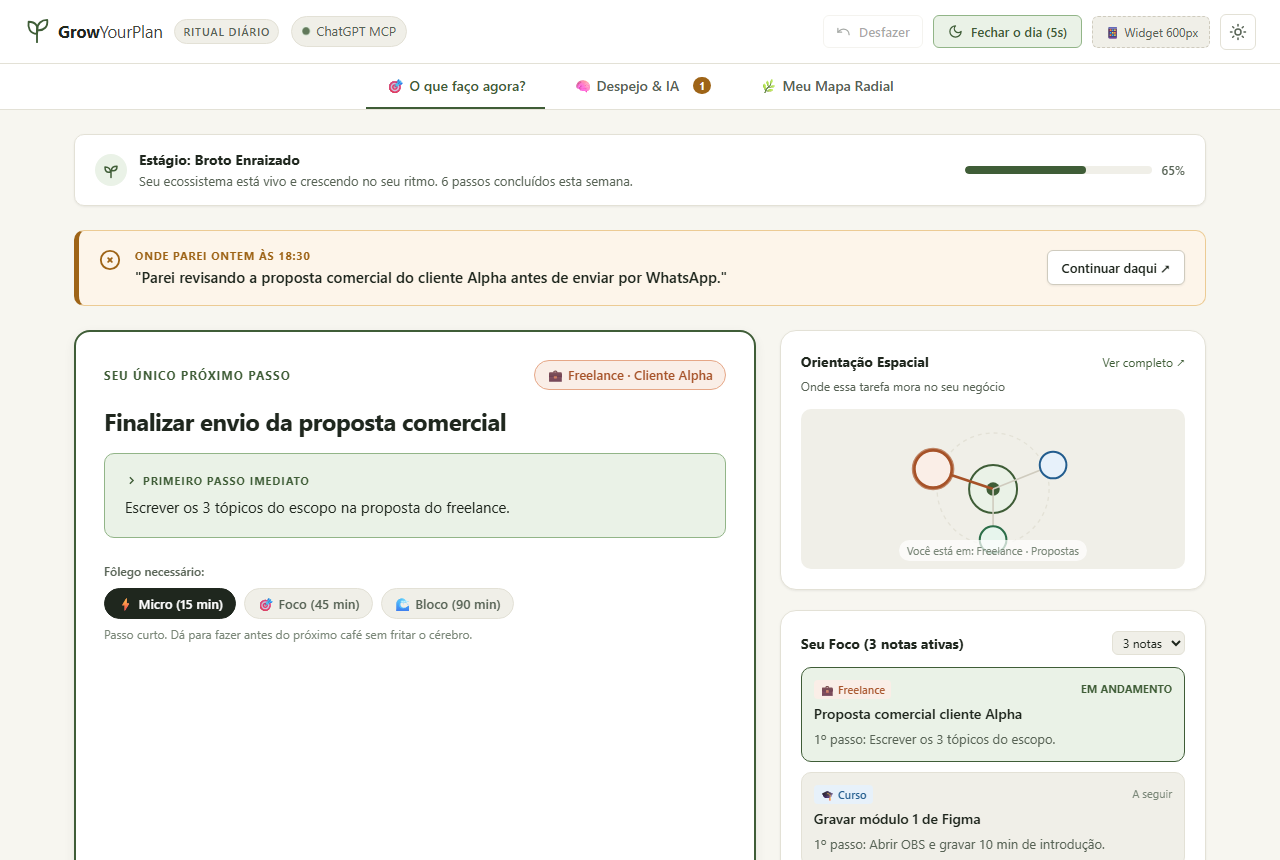 GrowYourPlan
RITUAL DIÁRIO
ChatGPT MCP
Desfazer
Fechar o dia (5s)
Widget 600px
O que faço agora?
Despejo & IA
1
Meu Mapa Radial
Estágio: Broto Enraizado
Seu ecossistema está vivo e crescendo no seu ritmo. 6 passos concluídos esta semana.
65%
ONDE PAREI ONTEM ÀS 18:30
"Parei revisando a proposta comercial do cliente Alpha antes de enviar por WhatsApp."
Continuar daqui ↗
SEU ÚNICO PRÓXIMO PASSO
Freelance · Cliente Alpha
Finalizar envio da proposta comercial
PRIMEIRO PASSO IMEDIATO
Escrever os 3 tópicos do escopo na proposta do freelance.
Fôlego necessário:
Micro (15 min)
Foco (45 min)
Bloco (90 min)
Passo curto. Dá para fazer antes do próximo café sem fritar o cérebro.
Orientação Espacial
Ver completo ↗
Onde essa tarefa mora no seu negócio
Você está em: Freelance · Propostas
Seu Foco (3 notas ativas)
3 notas
Freelance
EM ANDAMENTO
Proposta comercial cliente Alpha
1º passo: Escrever os 3 tópicos do escopo.
Curso
A seguir
Gravar módulo 1 de Figma
1º passo: Abrir OBS e gravar 10 min de introdução.